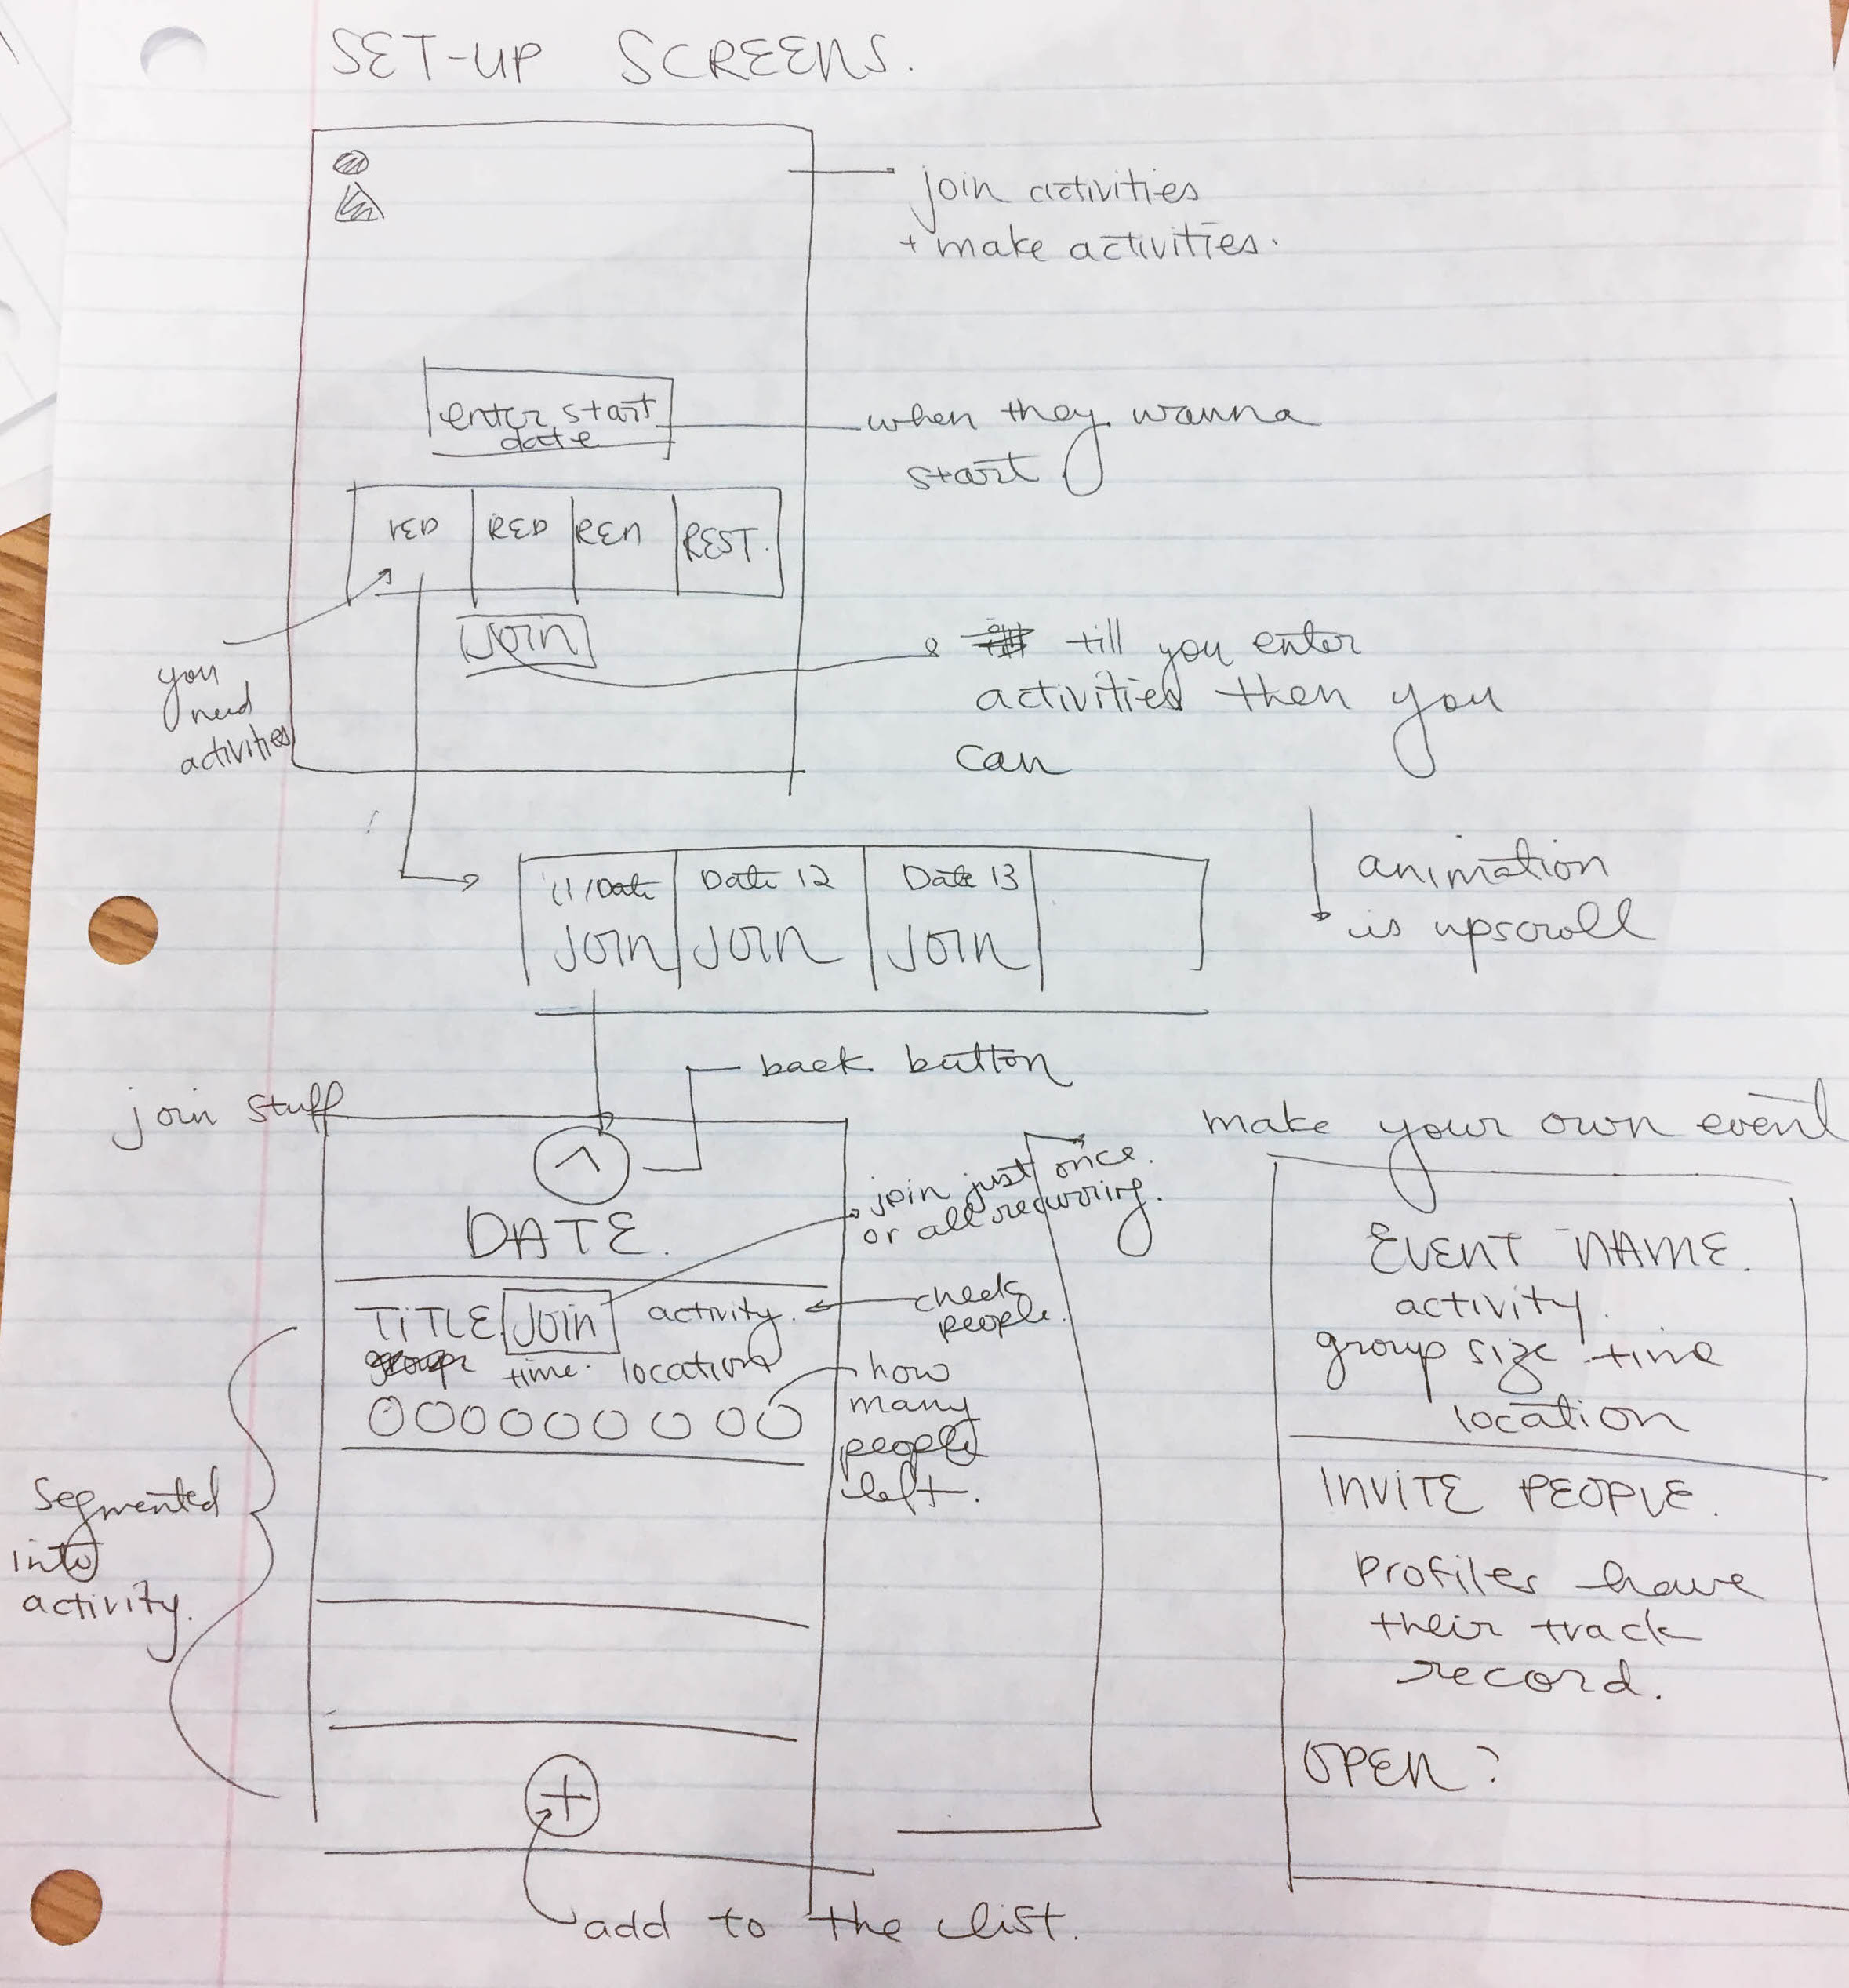 SET-UP SCREENS.
join activities
+ make activities.
enter start
date
when they wanna
start
RED RED REN REST.
JOIN
you
need
activities
till you enter
activities then you
can
11/Date Date 12 Date 13
JOIN JOIN JOIN
animation
is upscroll
back button
join stuff
DATE.
join just once.
or all recurring.
TITLE JOIN activity.
time. location
check
people.
how
many
people
left.
segmented
into
activity.
add to the list.
make your own event
EVENT NAME.
activity.
group size time
location
INVITE PEOPLE.
Profiles have
their track
record.
OPEN?